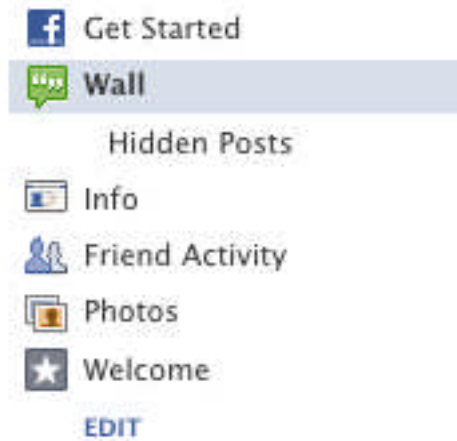 Get Started
Wall
Hidden Posts
Info
Friend Activity
Photos
Welcome
EDIT